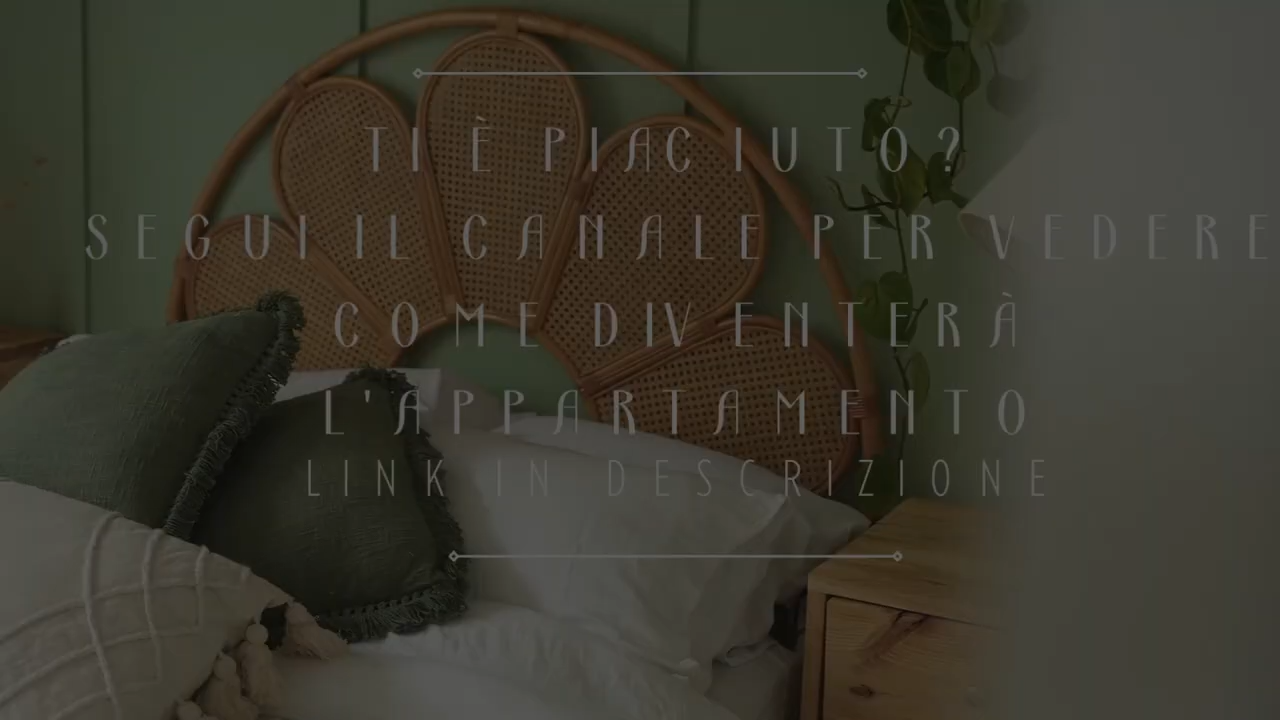 TI È PIACIUTO?
SEGUI IL CANALE PER VEDERE
COME DIVENTERÀ
L'APPARTAMENTO
LINK IN DESCRIZIONE